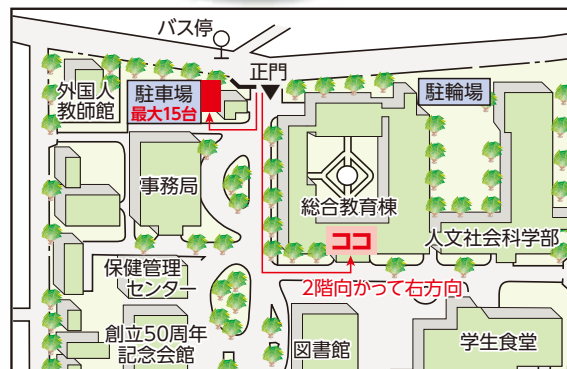 バス停
正門
外国人
教師館
駐車場
最大15台
駐輪場
事務局
総合教育棟
ココ
人文社会科学部
2階向かって右方向
保健管理
センター
創立50周年
記念会館
図書館
学生食堂